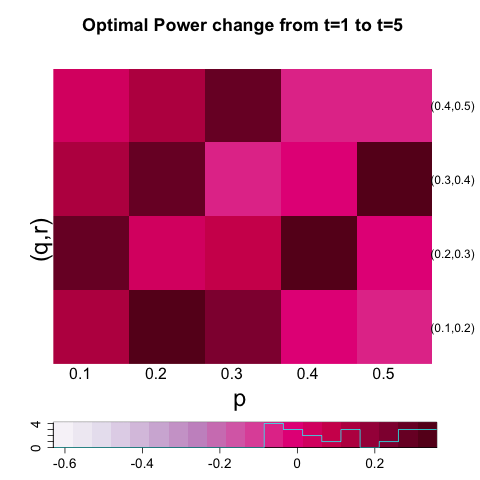 Optimal Power change from t=1 to t=5
(0.4,0.5)
(0.3,0.4)
(q,r)
(0.2,0.3)
(0.1,0.2)
0.1 0.2 0.3 0.4 0.5
p
4
0
-0.6 -0.4 -0.2 0 0.2